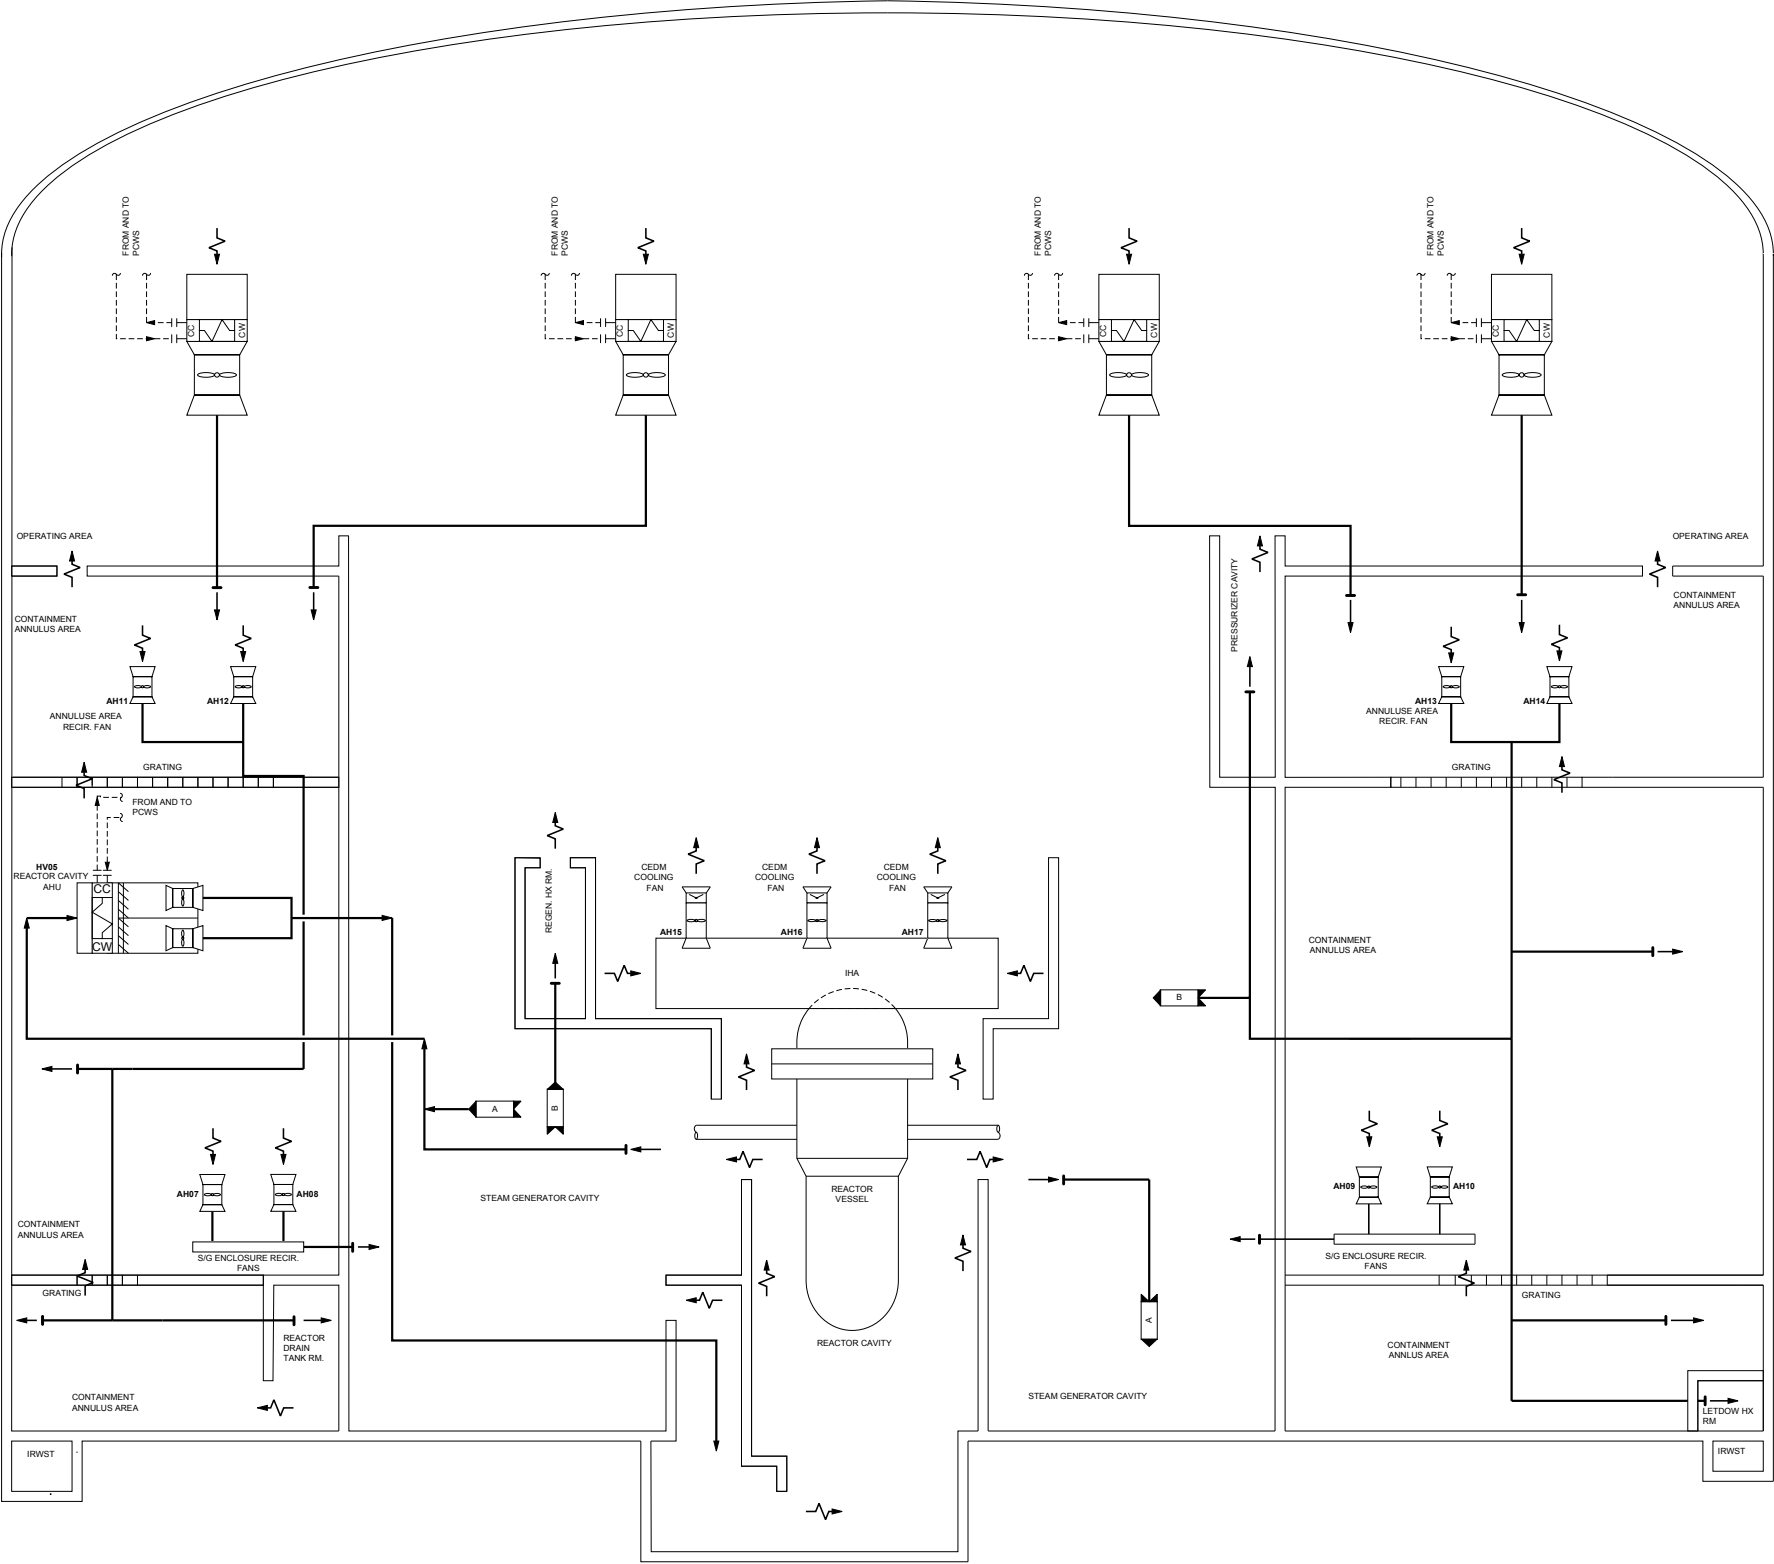 FROM AND TO
PCWS
FROM AND TO
PCWS
FROM AND TO
PCWS
FROM AND TO
PCWS
CC
CW
CC
CW
CC
CW
CC
CW
OPERATING AREA
OPERATING AREA
CONTAINMENT
ANNULUS AREA
PRESSURIZER CAVITY
CONTAINMENT
ANNULUS AREA
AH11
AH12
ANNULUSE AREA
RECIR. FAN
AH13
AH14
ANNULUSE AREA
RECIR. FAN
GRATING
GRATING
FROM AND TO
PCWS
HV05
REACTOR CAVITY
AHU
CC
CW
REGEN. HX RM.
CEDM
COOLING
FAN
CEDM
COOLING
FAN
CEDM
COOLING
FAN
AH15
AH16
AH17
IHA
CONTAINMENT
ANNULUS AREA
B
A
B
AH07
AH08
STEAM GENERATOR CAVITY
REACTOR
VESSEL
AH09
AH10
CONTAINMENT
ANNULUS AREA
S/G ENCLOSURE RECIR.
FANS
S/G ENCLOSURE RECIR.
FANS
GRATING
GRATING
REACTOR
DRAIN
TANK RM.
REACTOR CAVITY
A
CONTAINMENT
ANNLUS AREA
CONTAINMENT
ANNULUS AREA
STEAM GENERATOR CAVITY
LETDOW HX
RM
IRWST
IRWST